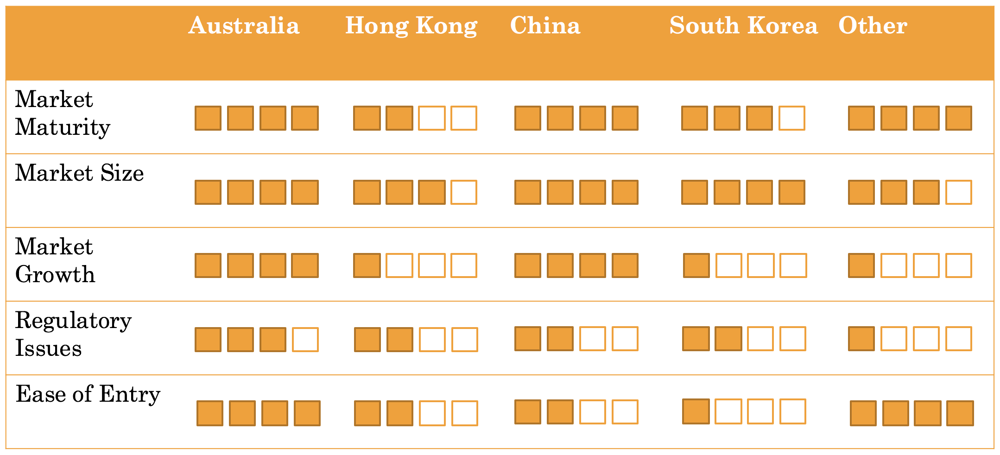 Australia Hong Kong China South Korea Other
Market
Maturity
Market Size
Market
Growth
Regulatory
Issues
Ease of Entry